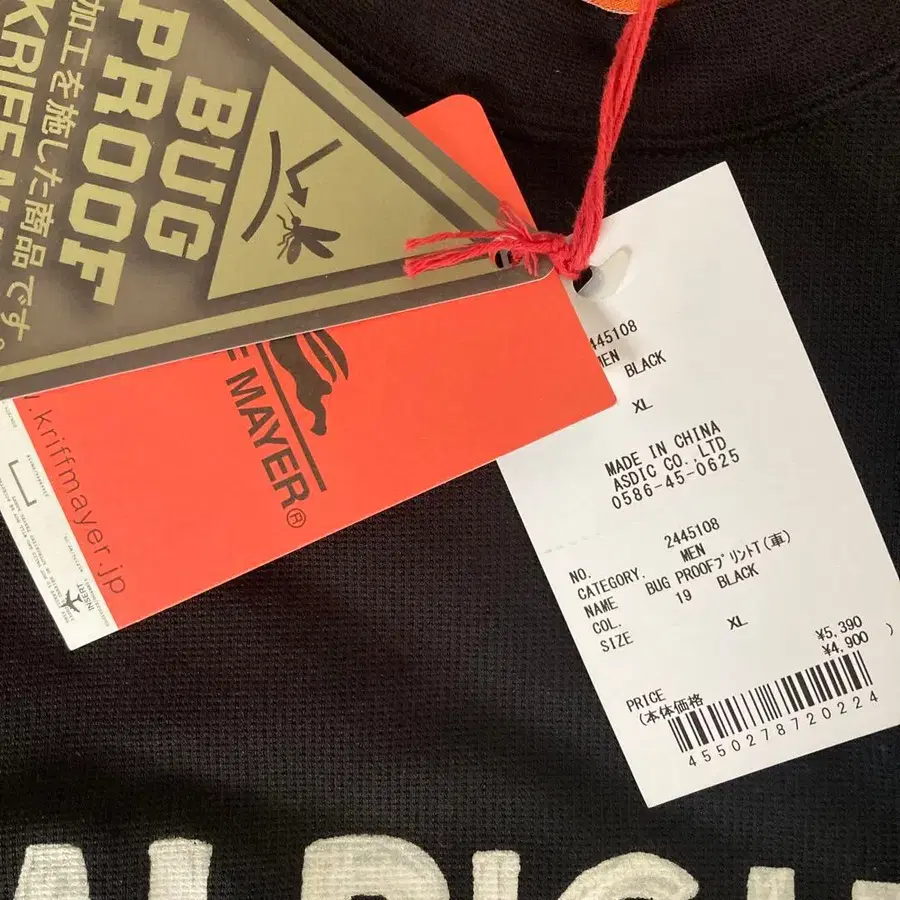 BUG
PROOF
加工を施した商品です。
MAYER®
w.kriffmayer.jp
INSERT
445108
MEN
BLACK
XL
MADE IN CHINA
ASDIC CO.,LTD
0586-45-0625
NO. 2445108
CATEGORY. MEN
NAME BUG PROOFプリントT(車)
COL. 19 BLACK
SIZE XL
PRICE ¥5,390
(本体価格 ¥4,900 )
4550278720224